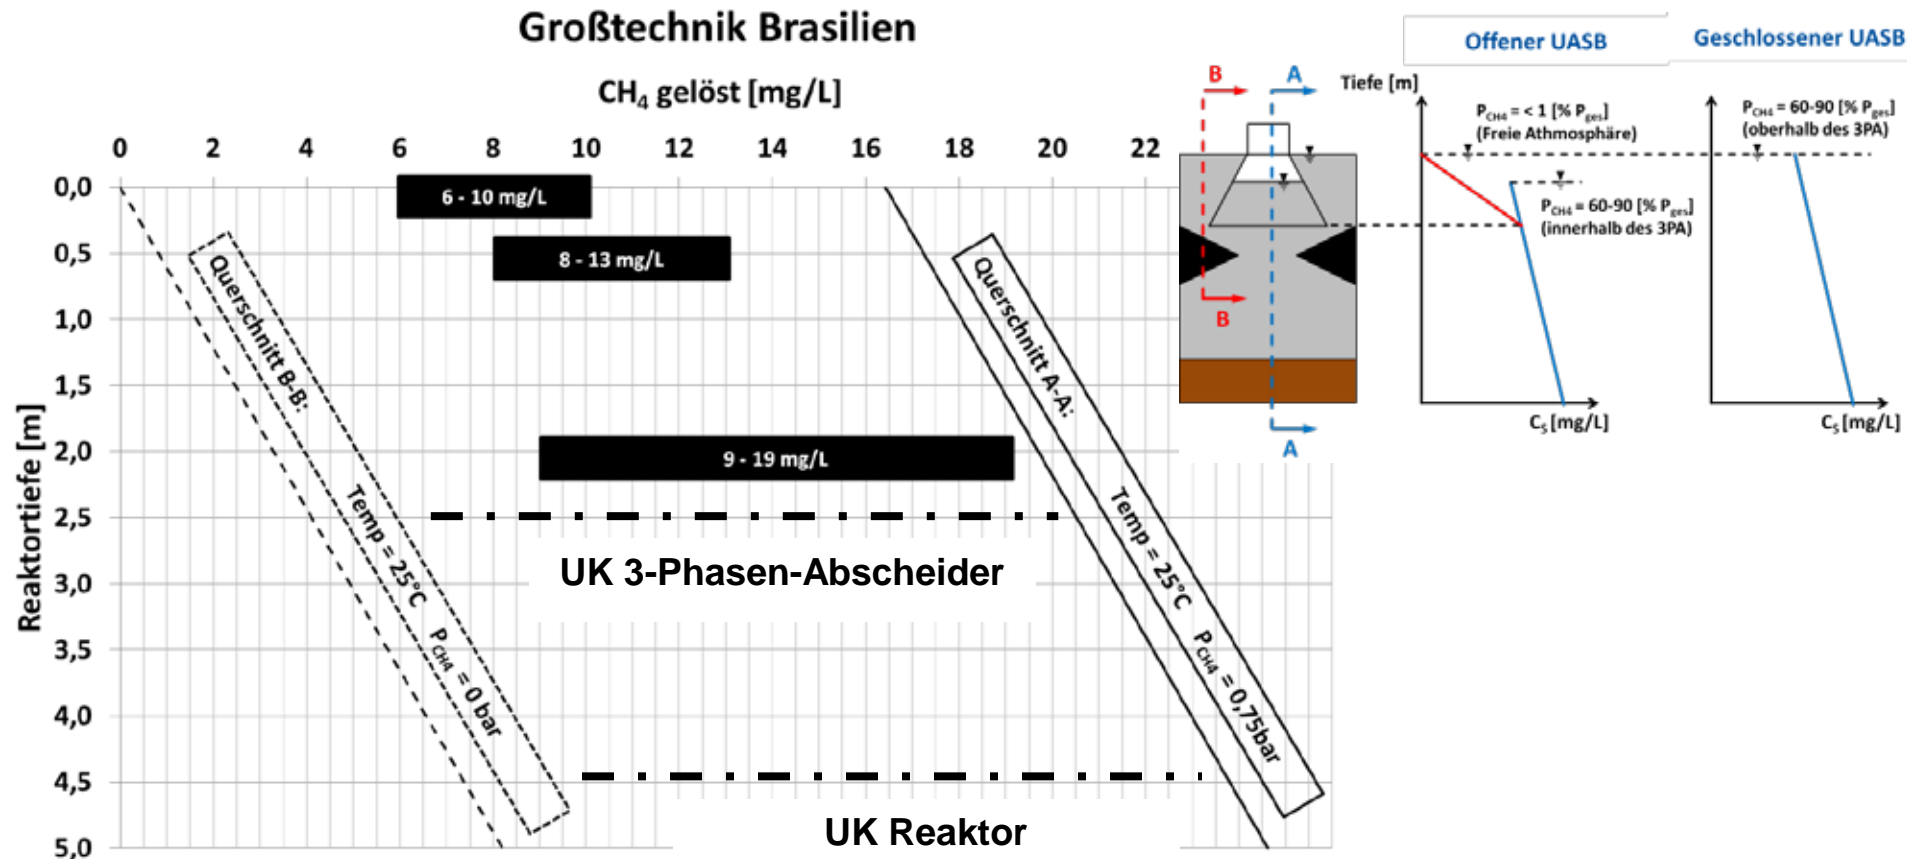 Großtechnik Brasilien
CH₄ gelöst [mg/L]
0 2 4 6 8 10 12 14 16 18 20 22
Reaktortiefe [m]
0,0
0,5
1,0
1,5
2,0
2,5
3,0
3,5
4,0
4,5
5,0
6 - 10 mg/L
8 - 13 mg/L
9 - 19 mg/L
Querschnitt B-B:
Temp = 25°C P_CH4 = 0 bar
Querschnitt A-A:
Temp = 25°C P_CH4 = 0,75bar
UK 3-Phasen-Abscheider
UK Reaktor
B
A
B
A
Offener UASB
Geschlossener UASB
Tiefe [m]
P_CH4 = < 1 [% P_ges]
(Freie Athmosphäre)
P_CH4 = 60-90 [% P_ges]
(innerhalb des 3PA)
C_S [mg/L]
P_CH4 = 60-90 [% P_ges]
(oberhalb des 3PA)
C_S [mg/L]